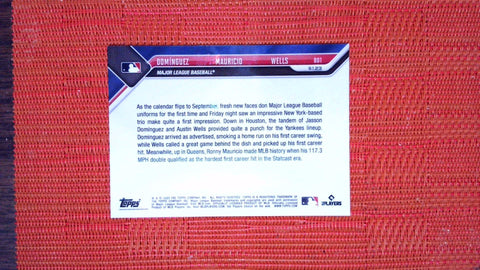 DOMÍNGUEZ MAURICIO WELLS 801
9.1.23
MAJOR LEAGUE BASEBALL®
As the calendar flips to September, fresh new faces don Major League Baseball
uniforms for the first time and Friday night saw an impressive New York-based
trio make quite a first impression. Down in Houston, the tandem of Jasson
Domínguez and Austin Wells provided quite a punch for the Yankees lineup.
Domínguez arrived as advertised, smoking a home run on his first career swing,
while Wells called a great game behind the dish and picked up his first career
hit. Meanwhile, up in Queens, Ronny Mauricio made MLB history when his 117.3
MPH double qualified as the hardest first career hit in the Statcast era.
TOPPS
PLAYERS